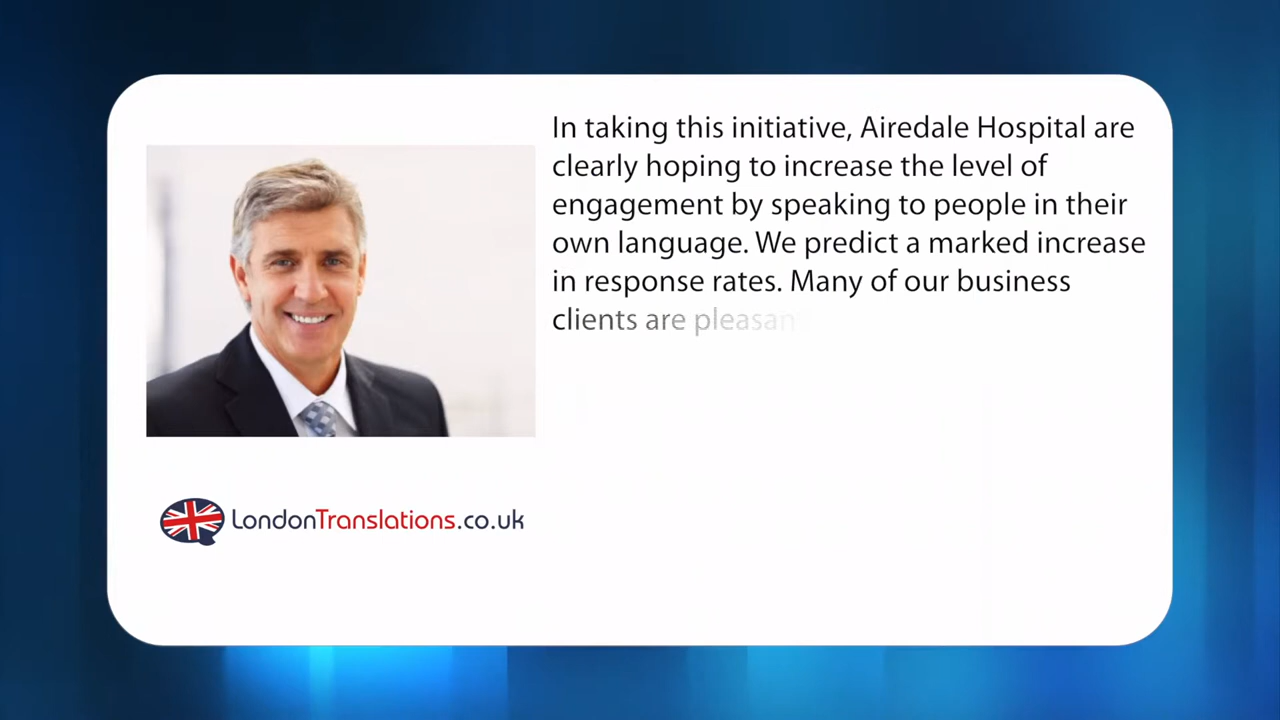 In taking this initiative, Airedale Hospital are
clearly hoping to increase the level of
engagement by speaking to people in their
own language. We predict a marked increase
in response rates. Many of our business
clients are pleasan
LondonTranslations.co.uk